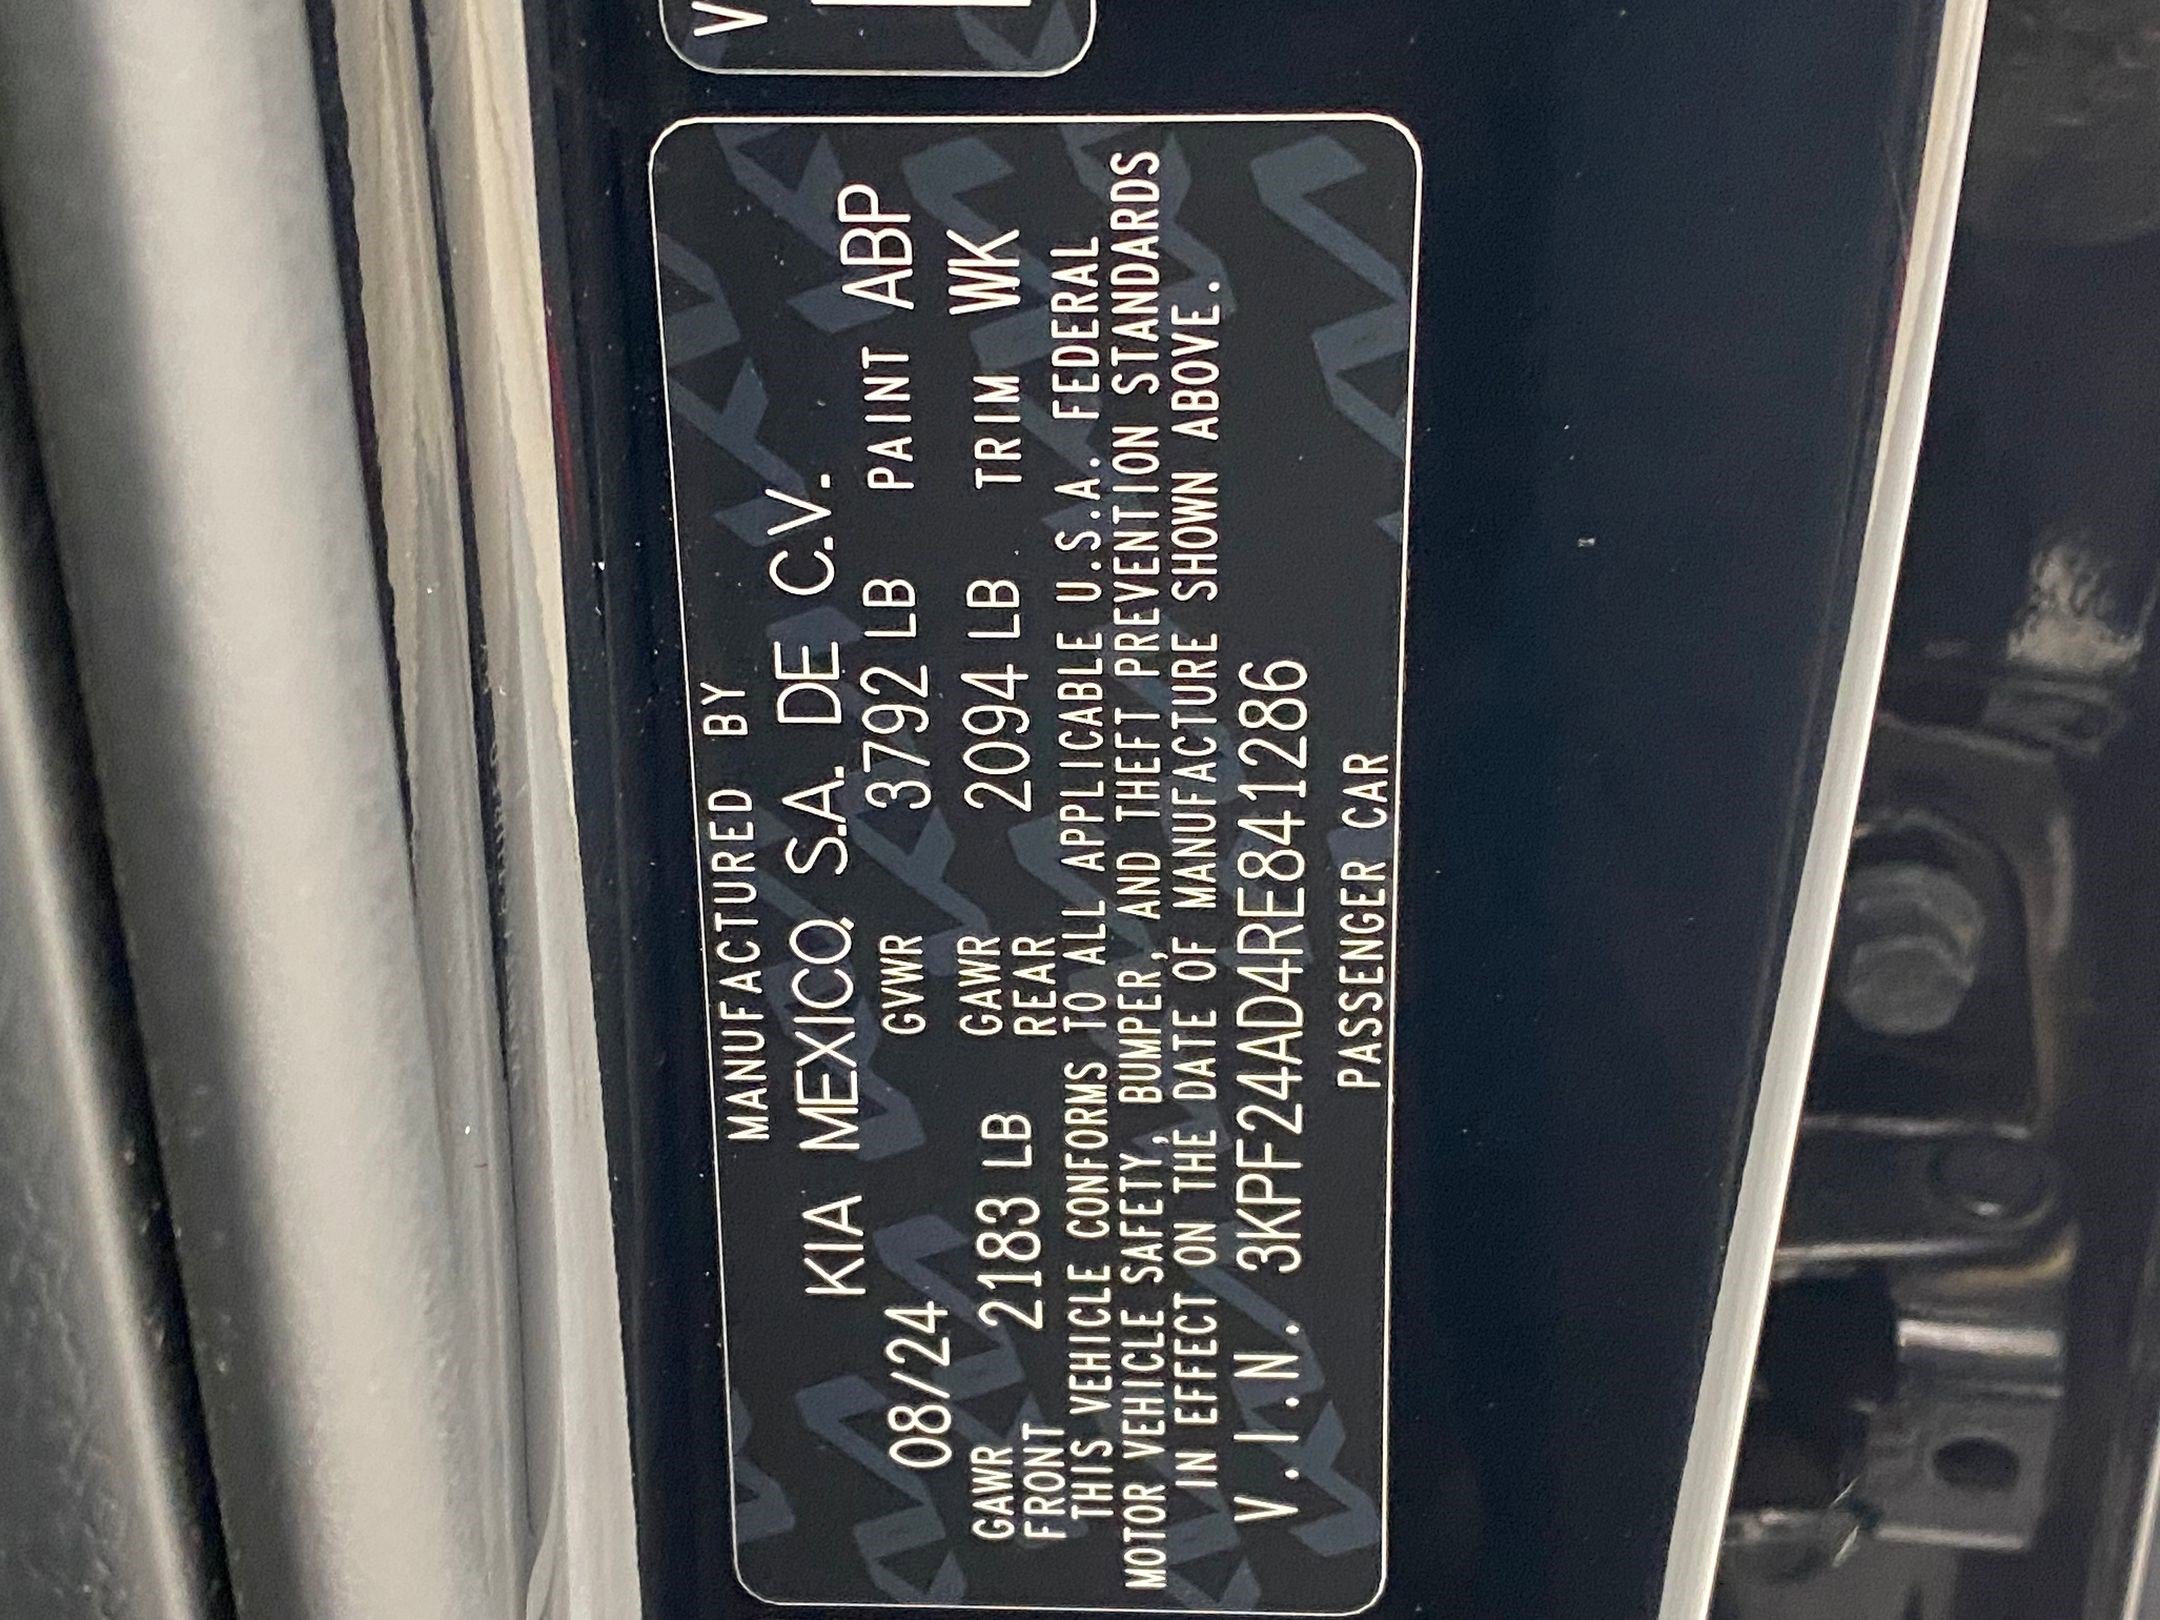 V
MANUFACTURED BY
KIA MEXICO, S.A. DE C.V.
08/24 GVWR 3792 LB PAINT ABP
GAWR FRONT 2183 LB GAWR REAR 2094 LB TRIM WK
THIS VEHICLE CONFORMS TO ALL APPLICABLE U.S.A. FEDERAL
MOTOR VEHICLE SAFETY, BUMPER, AND THEFT PREVENTION STANDARDS
IN EFFECT ON THE DATE OF MANUFACTURE SHOWN ABOVE.
V.I.N. 3KPF24AD4RE841286
PASSENGER CAR